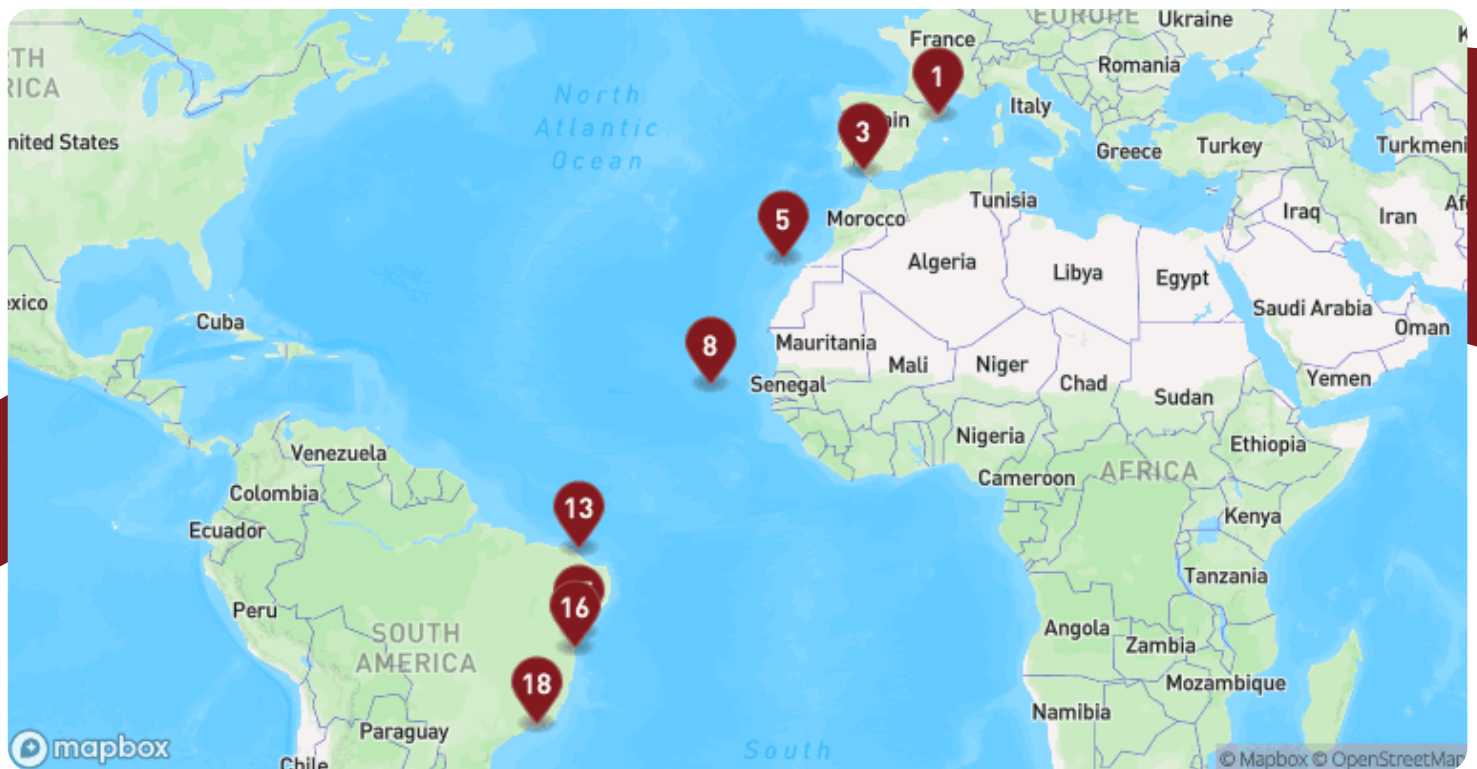 EUROPE
Ukraine
France
TH
RICA
Romania
1
North
Atlantic
Ocean
Italy
ain
3
nited States
Greece
Turkey
Turkmeni
Tunisia
5
Morocco
Iraq
Iran
Af
Algeria
Libya
Egypt
exico
Saudi Arabia
Cuba
Oman
8
Mauritania
Mali
Niger
Senegal
Chad
Yemen
Sudan
Nigeria
Ethiopia
Venezuela
Cameroon
AFRICA
Colombia
13
Ecuador
Kenya
Tanzania
16
Peru
SOUTH
AMERICA
Angola
Zambia
18
Mozambique
Namibia
Paraguay
South
mapbox
Chile
© Mapbox © OpenStreetMap